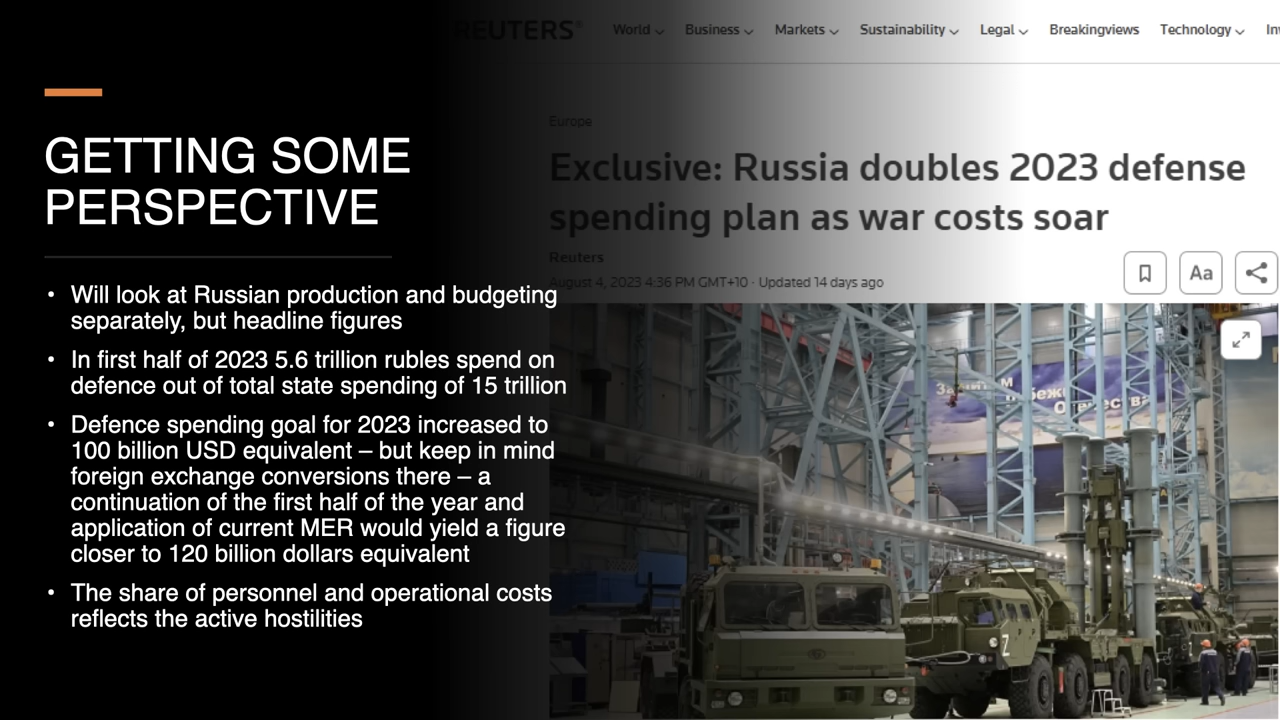 REUTERS®
World Business Markets Sustainability Legal Breakingviews Technology
Europe
Exclusive: Russia doubles 2023 defense
spending plan as war costs soar
Reuters
August 4, 2023 4:36 PM GMT+10 · Updated 14 days ago
Aa
GETTING SOME
PERSPECTIVE
• Will look at Russian production and budgeting
separately, but headline figures
• In first half of 2023 5.6 trillion rubles spend on
defence out of total state spending of 15 trillion
• Defence spending goal for 2023 increased to
100 billion USD equivalent – but keep in mind
foreign exchange conversions there – a
continuation of the first half of the year and
application of current MER would yield a figure
closer to 120 billion dollars equivalent
• The share of personnel and operational costs
reflects the active hostilities
Отечества
Z